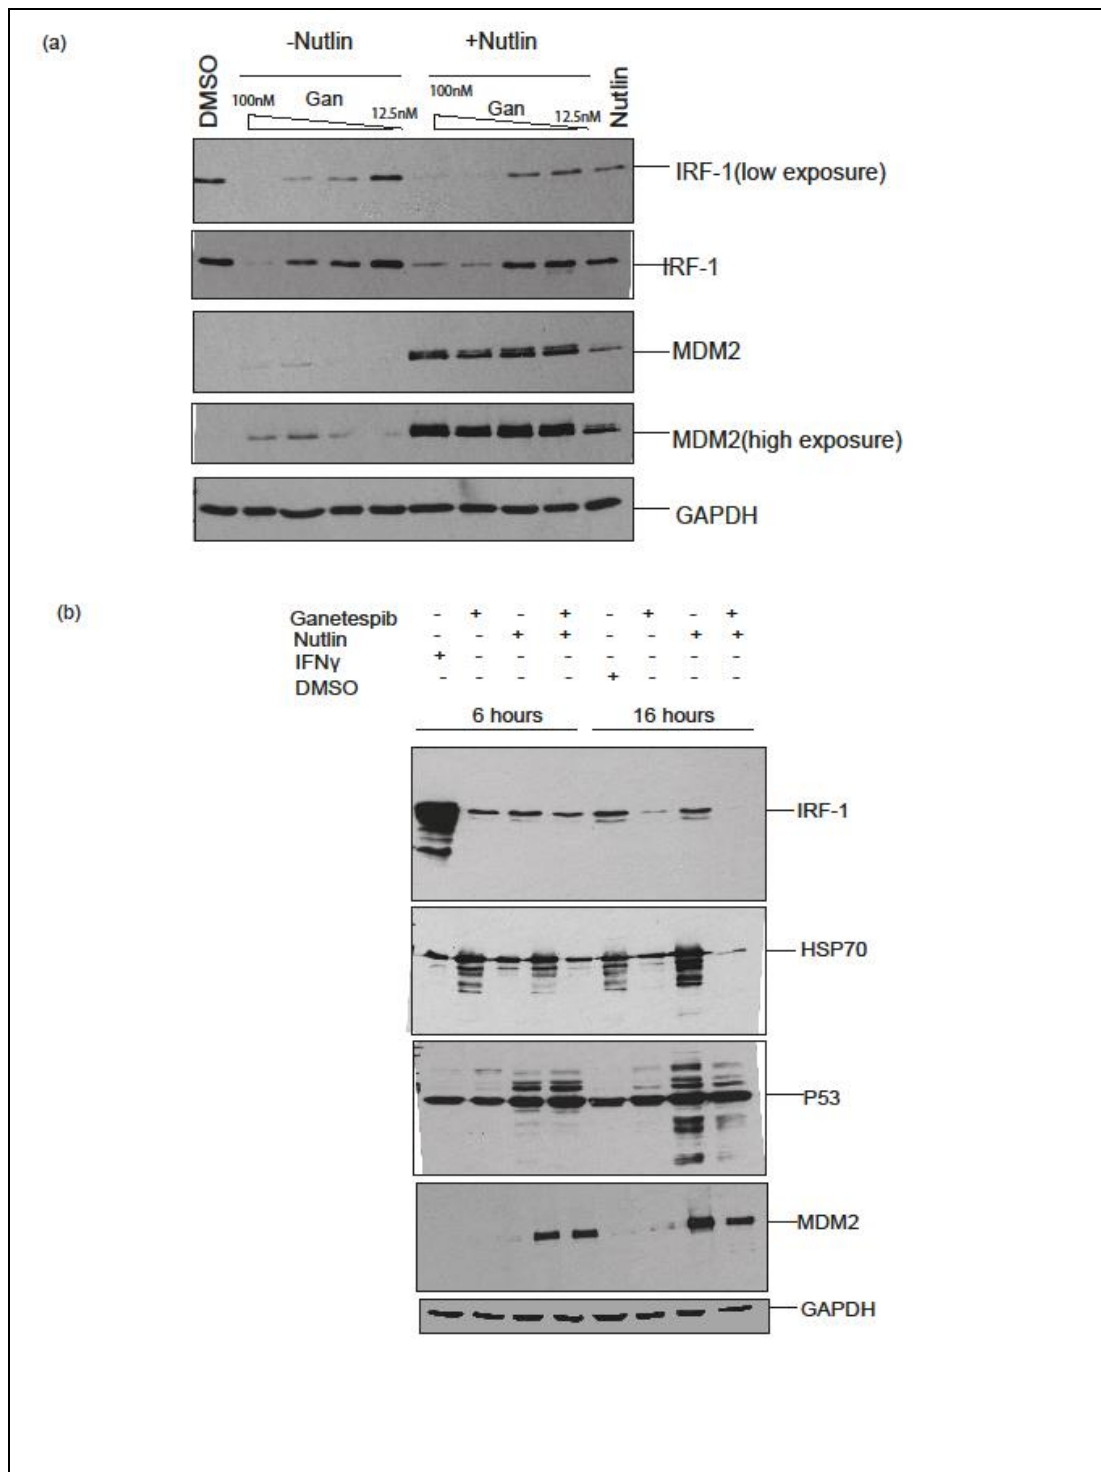 (a)
-Nutlin
+Nutlin
DMSO
100nM
Gan
12.5nM
100nM
Gan
12.5nM
Nutlin
IRF-1(low exposure)
IRF-1
MDM2
MDM2(high exposure)
GAPDH
(b)
Ganetespib - + - + - + - +
Nutlin - - + + - - + +
IFNγ + - - - - - - -
DMSO - - - - + - - -
6 hours
16 hours
IRF-1
HSP70
P53
MDM2
GAPDH